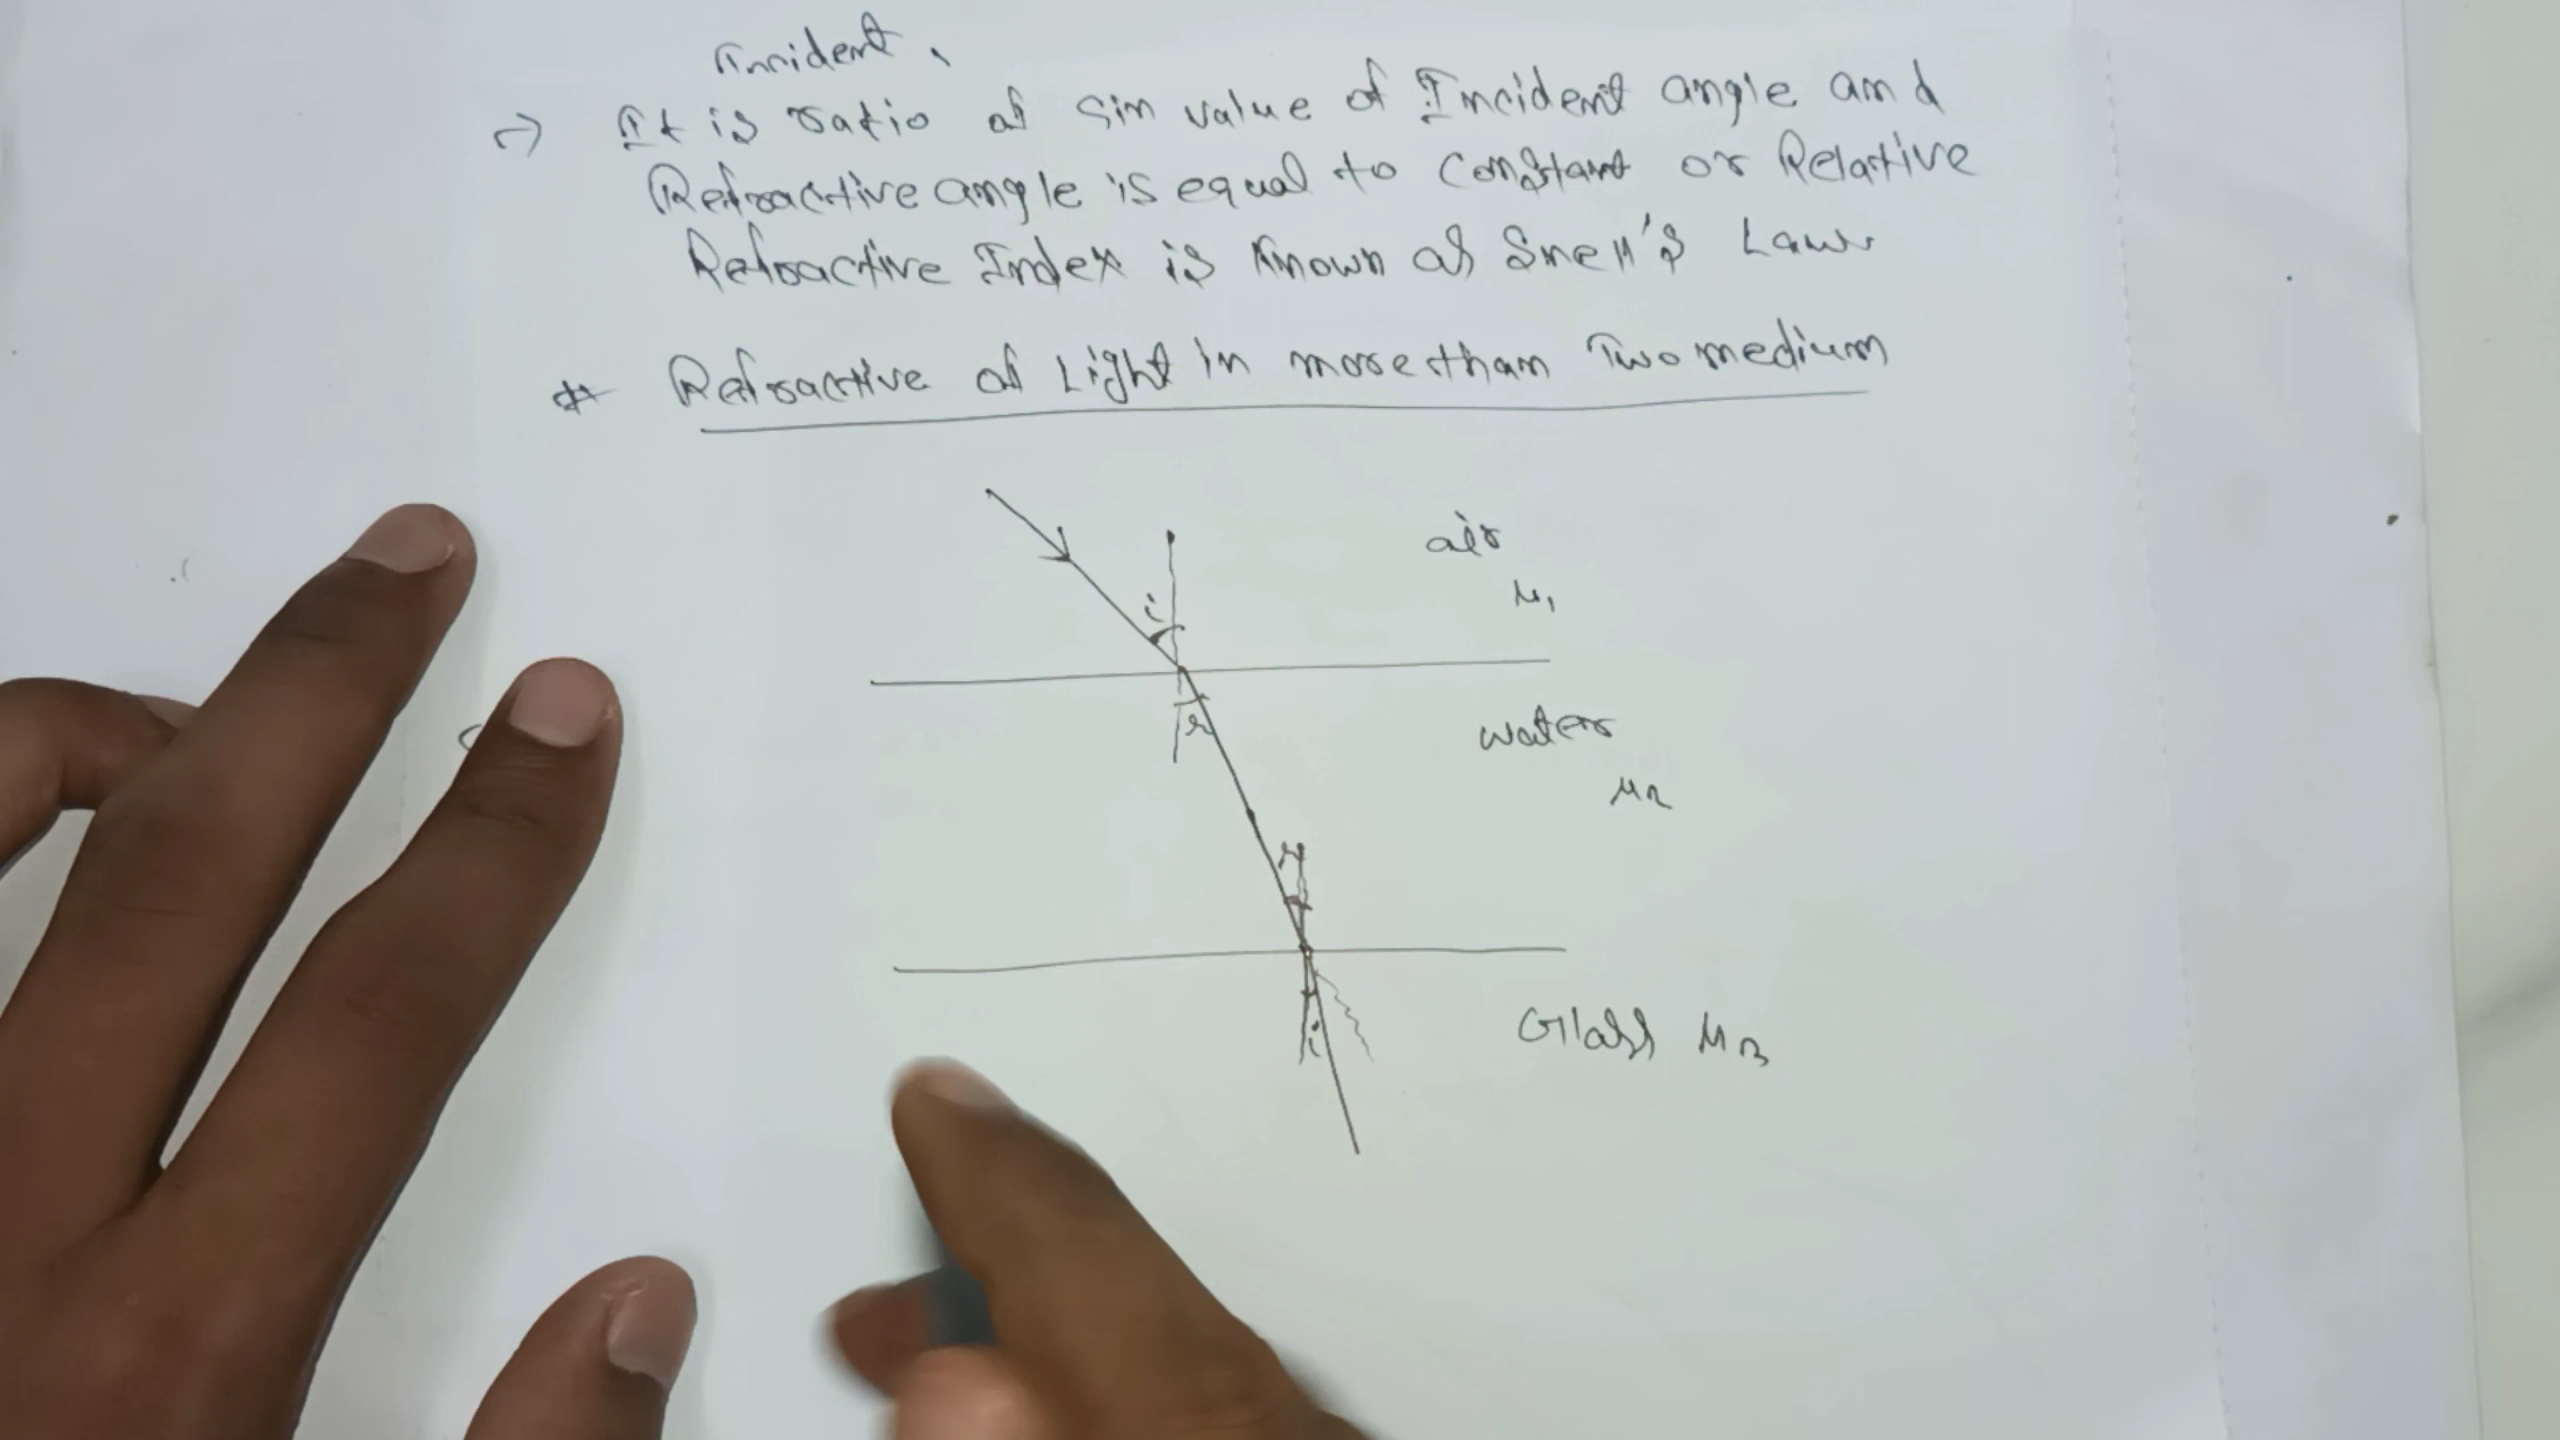 incident.
→ It is ratio of sin value of Incident angle and
Refractive angle is equal to constant or Relative
Refractive Index is known as Snell's Law
* Refractive of Light in more than Two medium
air
i
μ1
r
water
μ2
r
i
Glass μ3